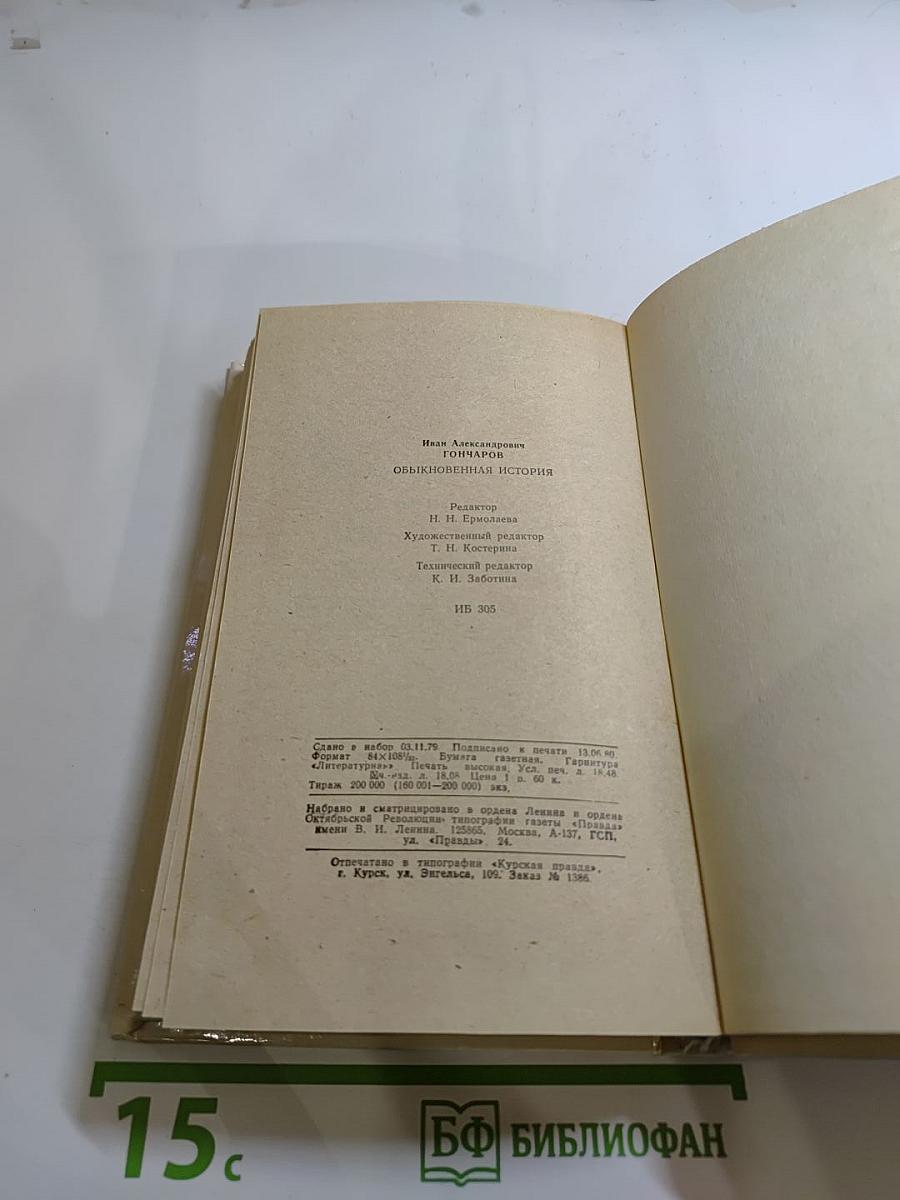 Иван Александрович
ГОНЧАРОВ
ОБЫКНОВЕННАЯ ИСТОРИЯ
Редактор
Н. Н. Ермолаева
Художественный редактор
Т. Н. Костерина
Технический редактор
К. И. Заботина
ИБ 305
Сдано в набор 03.11.79. Подписано к печати 13.06.80.
Формат 84×108¹/₃₂. Бумага газетная. Гарнитура
«Литературная». Печать высокая. Усл. печ. л. 18,48.
Уч.-изд. л. 18,08. Цена 1 р. 60 к.
Тираж 200 000 (160 001—200 000) экз.
Набрано и сматрицировано в ордена Ленина и ордена
Октябрьской Революции типографии газеты «Правда»
имени В. И. Ленина. 125865, Москва, А-137, ГСП,
ул. «Правды», 24.
Отпечатано в типографии «Курская правда»,
г. Курск, ул. Энгельса, 109. Заказ № 1386.
15 с
БФ БИБЛИОФАН